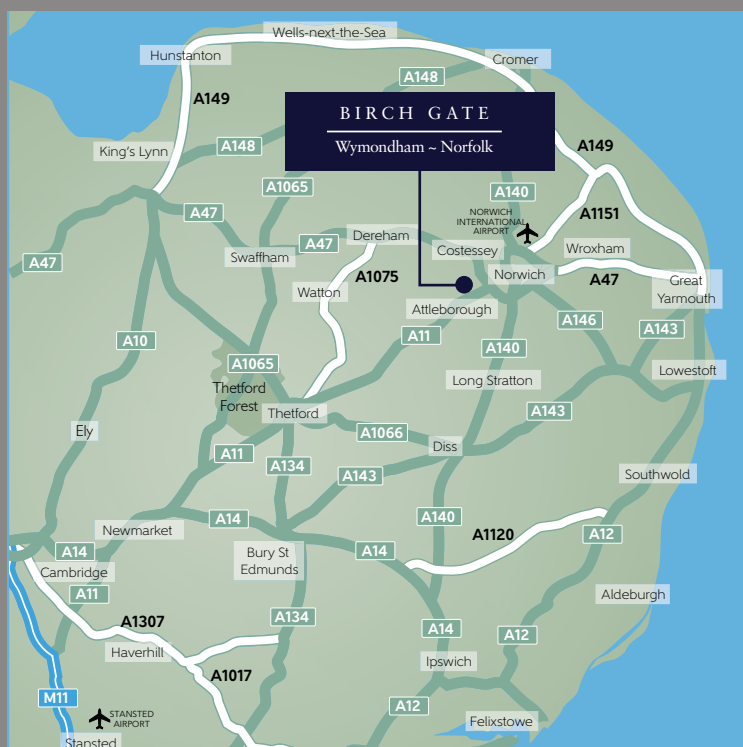 Wells-next-the-Sea
Hunstanton
Cromer
A148
A149
BIRCH GATE
Wymondham ~ Norfolk
King's Lynn
A148
A149
A1065
A140
A47
A1151
NORWICH
INTERNATIONAL
AIRPORT
Dereham
A47
Costessey
Wroxham
Swaffham
A47
A1075
Norwich
A47
Great
Yarmouth
Watton
Attleborough
A146
A143
A10
A11
A140
A1065
Lowestoft
Thetford
Forest
Long Stratton
Thetford
A143
Ely
A1066
Diss
A11
A134
A143
Southwold
A14
A140
Newmarket
A1120
A12
A14
Bury St
Edmunds
A14
Cambridge
A11
Aldeburgh
A134
A1307
A14
A12
Haverhill
Ipswich
A1017
M11
A12
STANSTED
AIRPORT
Felixstowe
Stansted